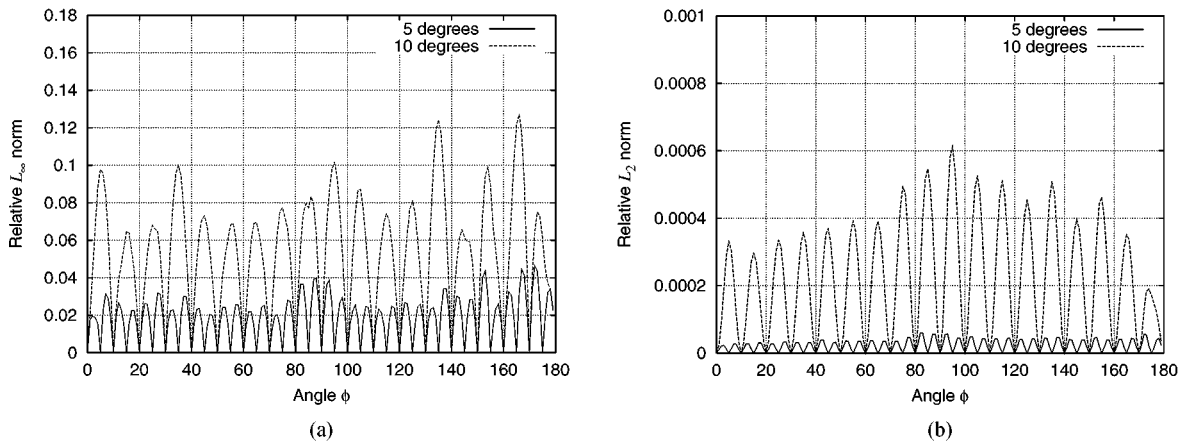 0.18
0.16
0.14
0.12
0.1
0.08
0.06
0.04
0.02
0
Relative L∞ norm
5 degrees
10 degrees
0 20 40 60 80 100 120 140 160 180
Angle ϕ
(a)
0.001
0.0008
0.0006
0.0004
0.0002
0
Relative L2 norm
5 degrees
10 degrees
0 20 40 60 80 100 120 140 160 180
Angle ϕ
(b)